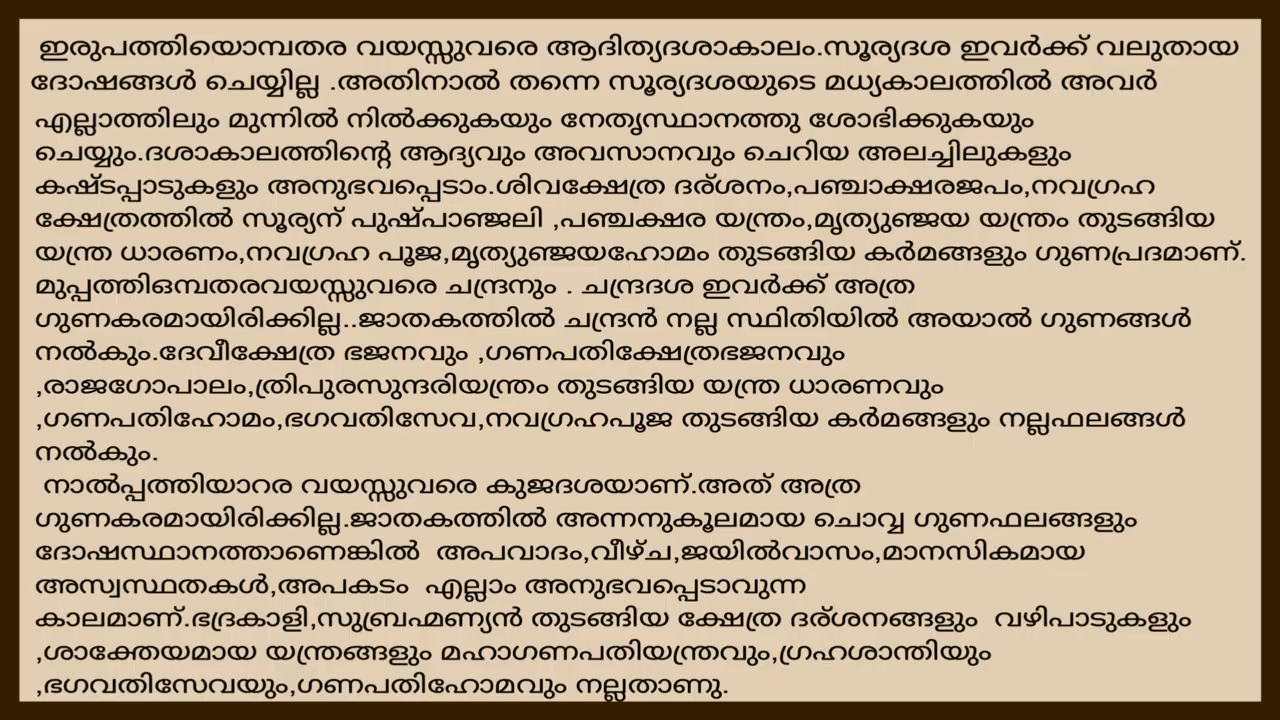 ഇരുപത്തിയൊമ്പതര വയസ്സുവരെ ആദിത്യദശാകാലം.സൂര്യദശ ഇവർക്ക് വലുതായ
ദോഷങ്ങൾ ചെയ്യില്ല .അതിനാൽ തന്നെ സൂര്യദശയുടെ മധ്യകാലത്തിൽ അവർ
എല്ലാത്തിലും മുന്നിൽ നിൽക്കുകയും നേതൃസ്ഥാനത്തു ശോഭിക്കുകയും
ചെയ്യും.ദശാകാലത്തിന്റെ ആദ്യവും അവസാനവും ചെറിയ അലച്ചിലുകളും
കഷ്ടപ്പാടുകളും അനുഭവപ്പെടാം.ശിവക്ഷേത്ര ദര്ശനം,പഞ്ചാക്ഷരജപം,നവഗ്രഹ
ക്ഷേത്രത്തിൽ സൂര്യന് പുഷ്പാഞ്ജലി ,പഞ്ചക്ഷര യന്ത്രം,മൃത്യുഞ്ജയ യന്ത്രം തുടങ്ങിയ
യന്ത്ര ധാരണം,നവഗ്രഹ പൂജ,മൃത്യുഞ്ജയഹോമം തുടങ്ങിയ കർമങ്ങളും ഗുണപ്രദമാണ്.
മുപ്പത്തിഒമ്പതരവയസ്സുവരെ ചന്ദ്രനും . ചന്ദ്രദശ ഇവർക്ക് അത്ര
ഗുണകരമായിരിക്കില്ല..ജാതകത്തിൽ ചന്ദ്രൻ നല്ല സ്ഥിതിയിൽ അയാൽ ഗുണങ്ങൾ
നൽകും.ദേവീക്ഷേത്ര ഭജനവും ,ഗണപതിക്ഷേത്രഭജനവും
,രാജഗോപാലം,ത്രിപുരസുന്ദരിയന്ത്രം തുടങ്ങിയ യന്ത്ര ധാരണവും
,ഗണപതിഹോമം,ഭഗവതിസേവ,നവഗ്രഹപൂജ തുടങ്ങിയ കർമങ്ങളും നല്ലഫലങ്ങൾ
നൽകും.
നാൽപ്പത്തിയാറര വയസ്സുവരെ കുജദശയാണ്.അത് അത്ര
ഗുണകരമായിരിക്കില്ല.ജാതകത്തിൽ അന്നനുകൂലമായ ചൊവ്വ ഗുണഫലങ്ങളും
ദോഷസ്ഥാനത്താണെങ്കിൽ അപവാദം,വീഴ്ച,ജയിൽവാസം,മാനസികമായ
അസ്വസ്ഥതകൾ,അപകടം എല്ലാം അനുഭവപ്പെടാവുന്ന
കാലമാണ്.ഭദ്രകാളി,സുബ്രഹ്മണ്യൻ തുടങ്ങിയ ക്ഷേത്ര ദര്ശനങ്ങളും വഴിപാടുകളും
,ശാക്തേയമായ യന്ത്രങ്ങളും മഹാഗണപതിയന്ത്രവും,ഗ്രഹശാന്തിയും
,ഭഗവതിസേവയും,ഗണപതിഹോമവും നല്ലതാണു.